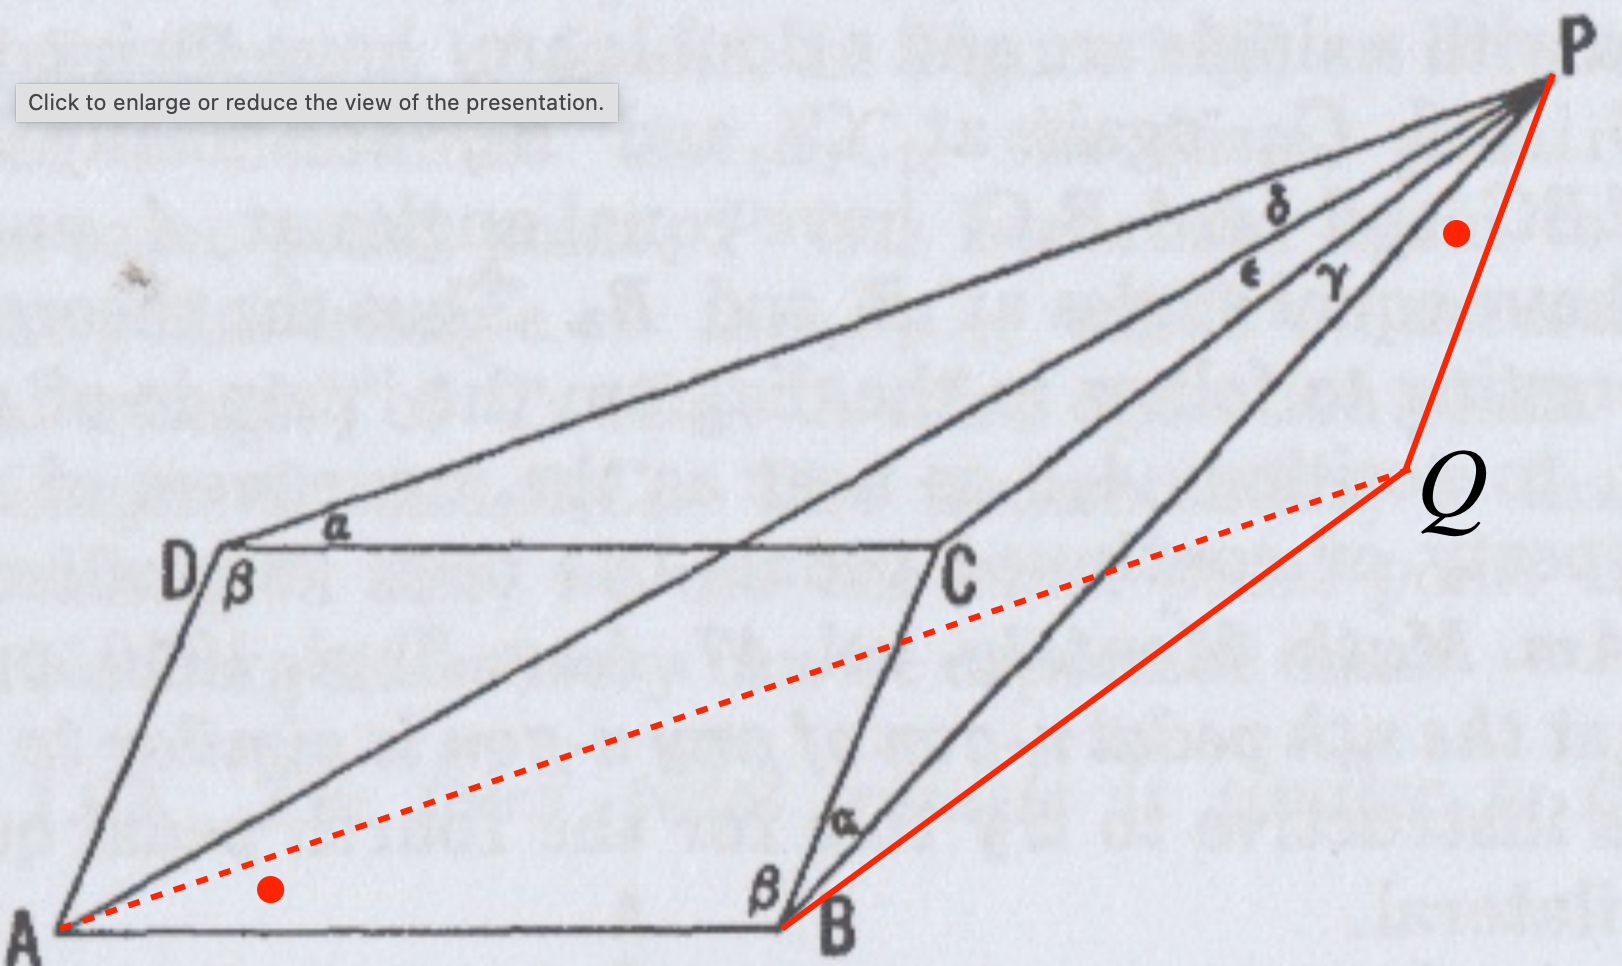 P
Click to enlarge or reduce the view of the presentation.
δ
ϵ γ
Q
α
D β C
α
β
A B